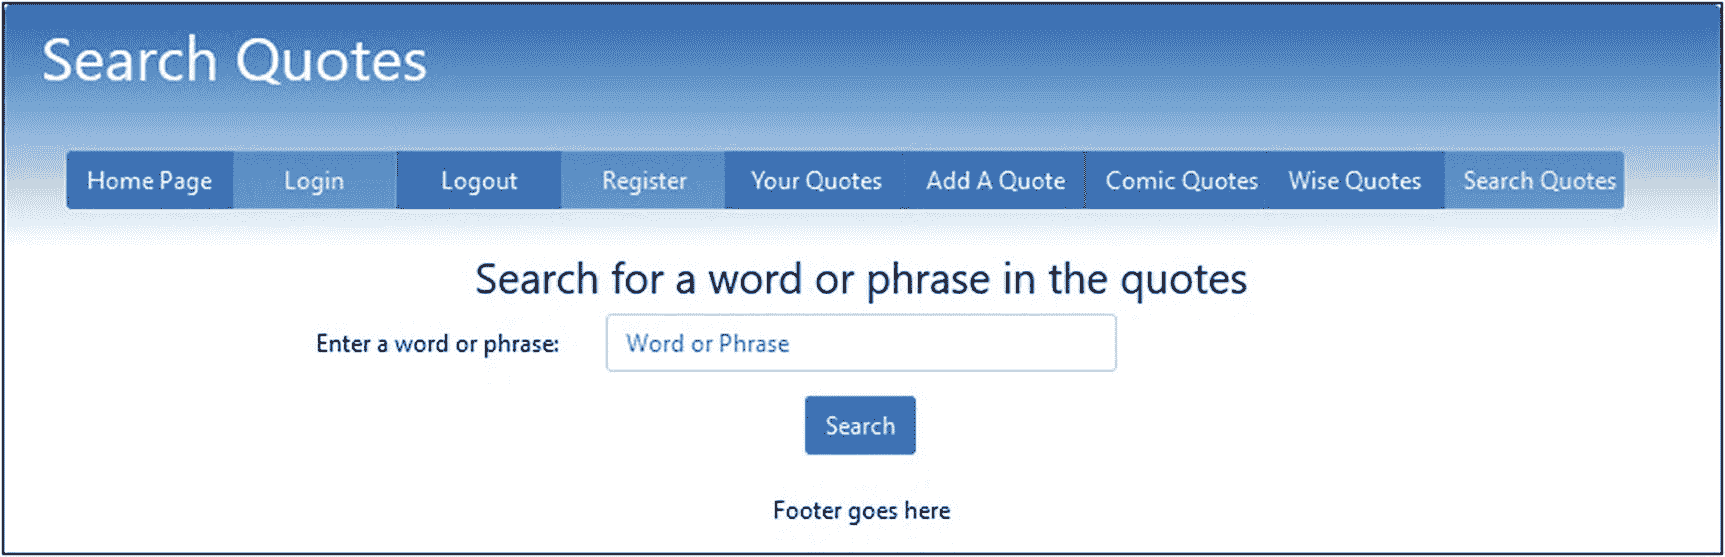 Search Quotes
Home Page Login Logout Register Your Quotes Add A Quote Comic Quotes Wise Quotes Search Quotes
Search for a word or phrase in the quotes
Enter a word or phrase: Word or Phrase
Search
Footer goes here